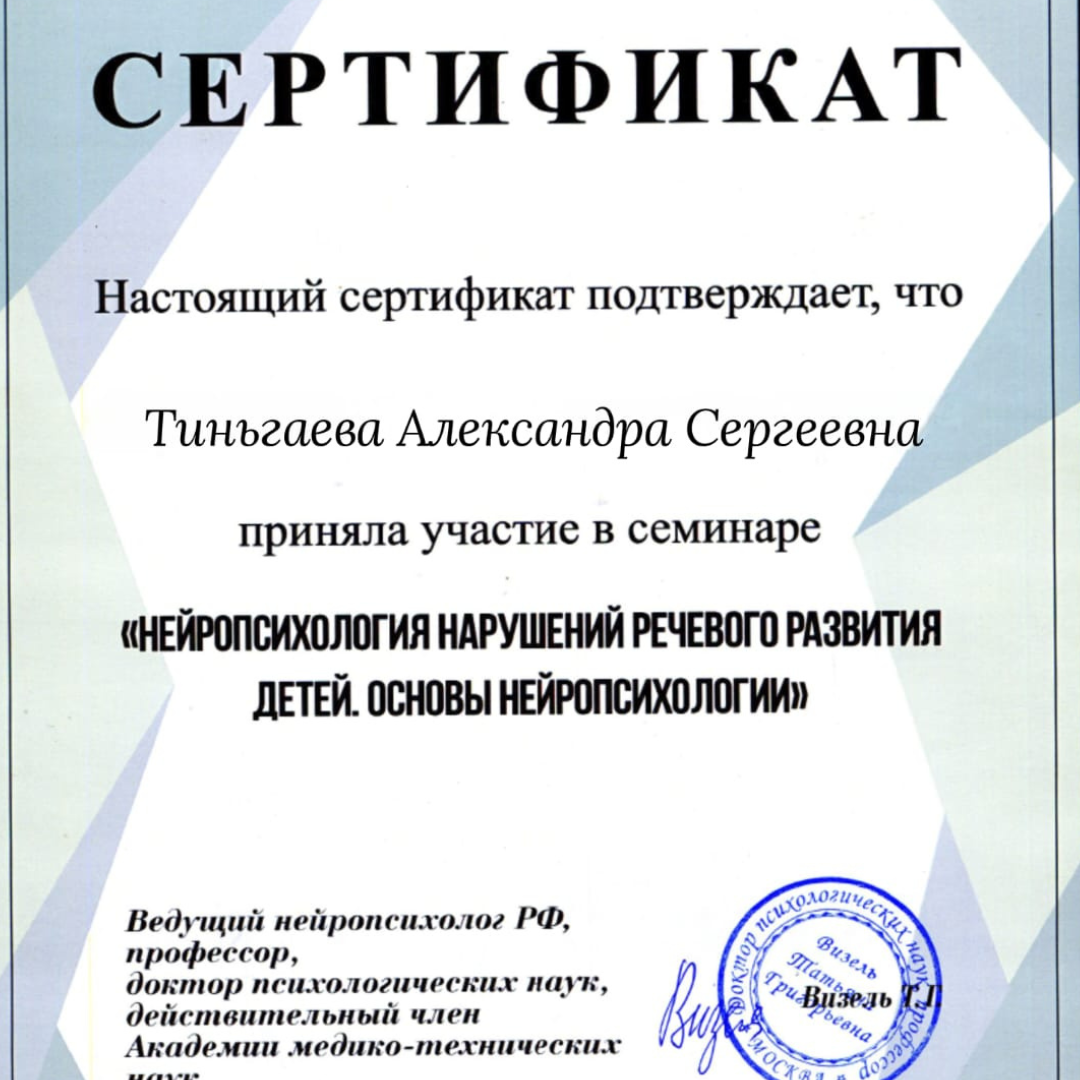 СЕРТИФИКАТ
Настоящий сертификат подтверждает, что
Тиньгаева Александра Сергеевна
приняла участие в семинаре
«НЕЙРОПСИХОЛОГИЯ НАРУШЕНИЙ РЕЧЕВОГО РАЗВИТИЯ
ДЕТЕЙ. ОСНОВЫ НЕЙРОПСИХОЛОГИИ»
Ведущий нейропсихолог РФ,
профессор,
доктор психологических наук,
действительный член
Академии медико-технических
наук
Визель Т.Г
Доктор психологических наук, профессор
МОСКВА
Визель
Татьяна
Григорьевна